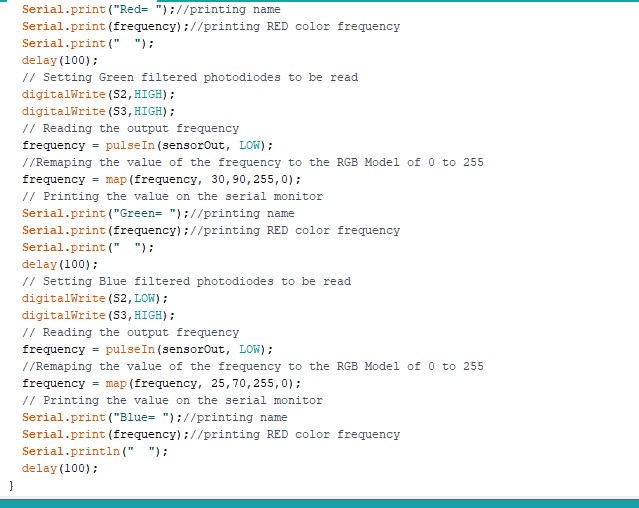 Serial.print("Red= ");//printing name
Serial.print(frequency);//printing RED color frequency
Serial.print("  ");
delay(100);
// Setting Green filtered photodiodes to be read
digitalWrite(S2,HIGH);
digitalWrite(S3,HIGH);
// Reading the output frequency
frequency = pulseIn(sensorOut, LOW);
//Remaping the value of the frequency to the RGB Model of 0 to 255
frequency = map(frequency, 30,90,255,0);
// Printing the value on the serial monitor
Serial.print("Green= ");//printing name
Serial.print(frequency);//printing RED color frequency
Serial.print("  ");
delay(100);
// Setting Blue filtered photodiodes to be read
digitalWrite(S2,LOW);
digitalWrite(S3,HIGH);
// Reading the output frequency
frequency = pulseIn(sensorOut, LOW);
//Remaping the value of the frequency to the RGB Model of 0 to 255
frequency = map(frequency, 25,70,255,0);
// Printing the value on the serial monitor
Serial.print("Blue= ");//printing name
Serial.print(frequency);//printing RED color frequency
Serial.println("  ");
delay(100);
}